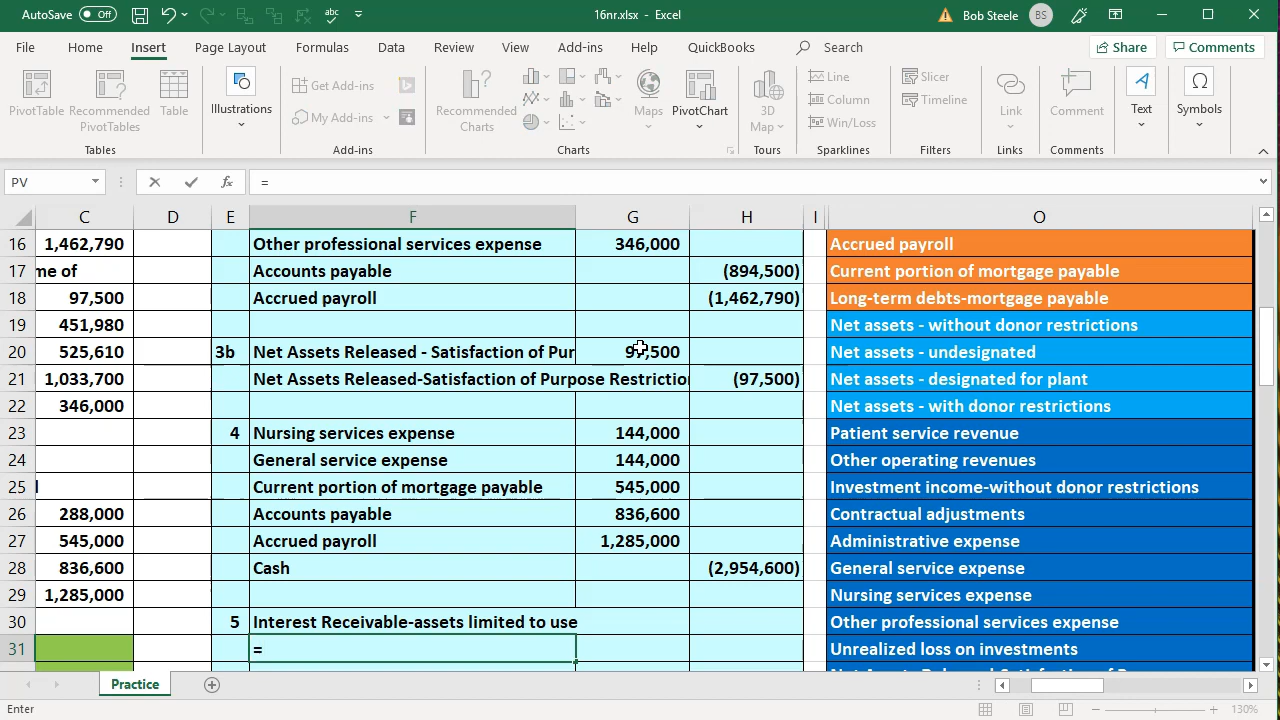 AutoSave Off 16nr.xlsx - Excel Bob Steele BS
File Home Insert Page Layout Formulas Data Review View Add-ins Help QuickBooks Search Share Comments
PivotTable Recommended PivotTables Table Illustrations Get Add-ins My Add-ins Recommended Charts Maps PivotChart 3D Map Line Column Win/Loss Slicer Timeline Link Comment Text Symbols
Tables Add-ins Charts Tours Sparklines Filters Links Comments
PV fx =
C D E F G H I O
16 1,462,790 Other professional services expense 346,000 Accrued payroll
17 me of Accounts payable (894,500) Current portion of mortgage payable
18 97,500 Accrued payroll (1,462,790) Long-term debts-mortgage payable
19 451,980 Net assets - without donor restrictions
20 525,610 3b Net Assets Released - Satisfaction of Pur 97,500 Net assets - undesignated
21 1,033,700 Net Assets Released-Satisfaction of Purpose Restriction (97,500) Net assets - designated for plant
22 346,000 Net assets - with donor restrictions
23 4 Nursing services expense 144,000 Patient service revenue
24 General service expense 144,000 Other operating revenues
25 Current portion of mortgage payable 545,000 Investment income-without donor restrictions
26 288,000 Accounts payable 836,600 Contractual adjustments
27 545,000 Accrued payroll 1,285,000 Administrative expense
28 836,600 Cash (2,954,600) General service expense
29 1,285,000 Nursing services expense
30 5 Interest Receivable-assets limited to use Other professional services expense
31 = Unrealized loss on investments
Practice
Enter 130%